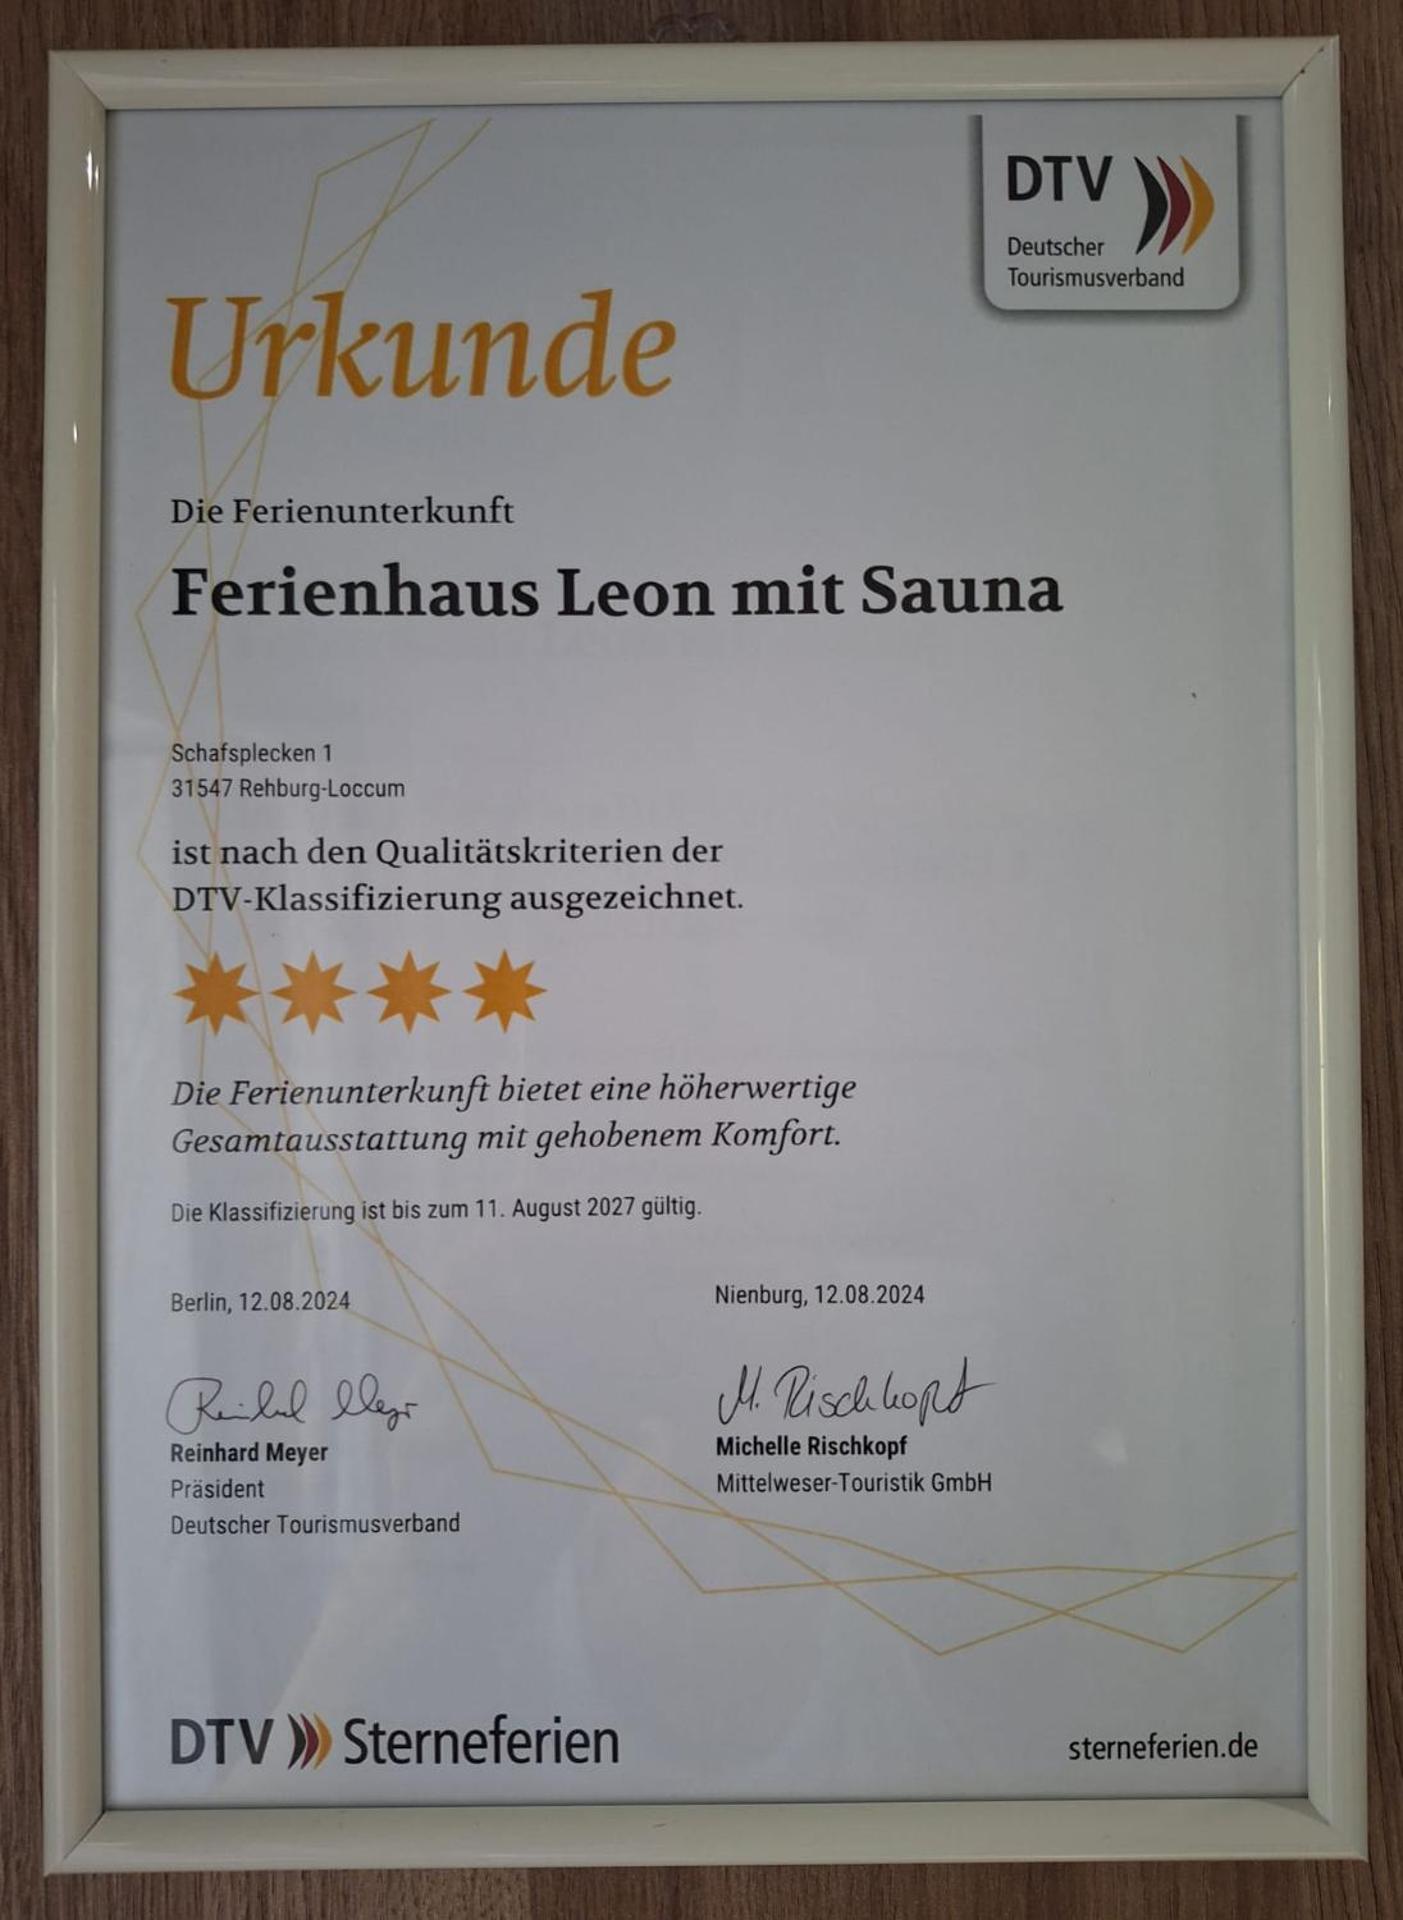 DTV
Deutscher
Tourismusverband
Urkunde
Die Ferienunterkunft
Ferienhaus Leon mit Sauna
Schafsplecken 1
31547 Rehburg-Loccum
ist nach den Qualitätskriterien der
DTV-Klassifizierung ausgezeichnet.
Die Ferienunterkunft bietet eine höherwertige
Gesamtausstattung mit gehobenem Komfort.
Die Klassifizierung ist bis zum 11. August 2027 gültig.
Berlin, 12.08.2024
Nienburg, 12.08.2024
Reinhard Meyer
M. Rischkopf
Reinhard Meyer
Michelle Rischkopf
Präsident
Mittelweser-Touristik GmbH
Deutscher Tourismusverband
DTV Sterneferien
sterneferien.de